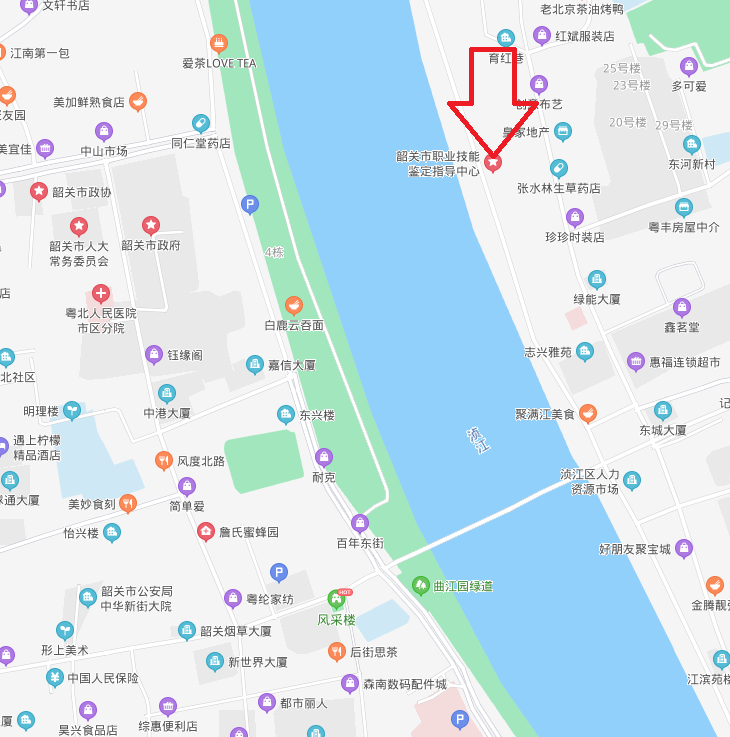 文轩书店
老北京茶油烤鸭
红斌服装店
育红巷
江南第一包
爱茶LOVE TEA
25号楼
23号楼
多可爱
美加鲜熟食店
友园
创意布艺
20号楼
29号楼
皇家地产
同仁堂药店
中山市场
美宜佳
韶关市职业技能
鉴定指导中心
东河新村
张水林生草药店
韶关市政协
P
粤丰房屋中介
珍珍时装店
韶关市人大
常务委员会
韶关市政府
4栋
店
绿能大厦
粤北人民医院
市区分院
白鹿云吞面
鑫茗堂
钰缘阁
志兴雅苑
惠福连锁超市
嘉信大厦
北社区
明理楼
中港大厦
东兴楼
聚满江美食
东城大厦
记
浈江
遇上柠檬
精品酒店
风度北路
耐克
浈江区人力
资源市场
通大厦
简单爱
美妙食刻
怡兴楼
詹氏蜜蜂园
百年东街
好朋友聚宝城
P
曲江园绿道
金腾靓
韶关市公安局
中华新街大院
粤纶家纺
HOT
风采楼
形上美术
韶关烟草大厦
新世界大厦
后街思茶
江滨苑楼
中国人民保险
森南数码配件城
都市丽人
昊兴食品店
综惠便利店
厦
P